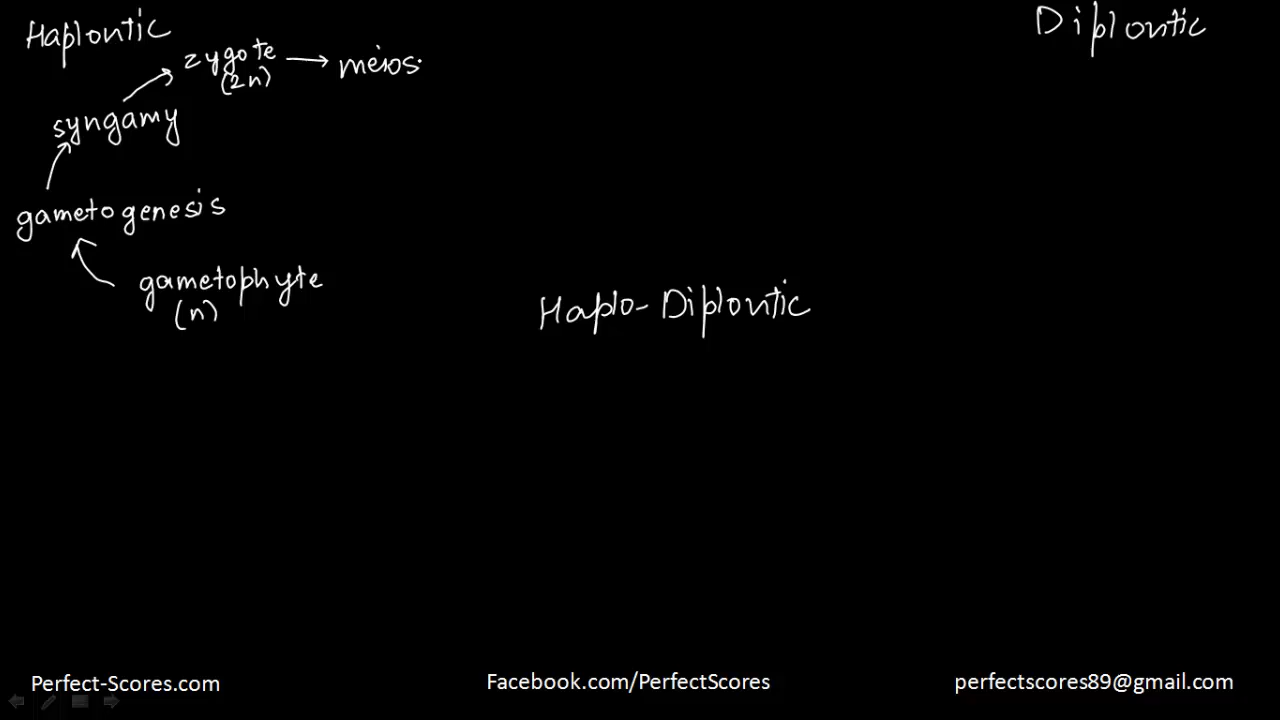 Haplontic
Diplontic
zygote
(2n)
meios
syngamy
gametogenesis
gametophyte
(n)
Haplo-Diplontic
Perfect-Scores.com
Facebook.com/PerfectScores
perfectscores89@gmail.com